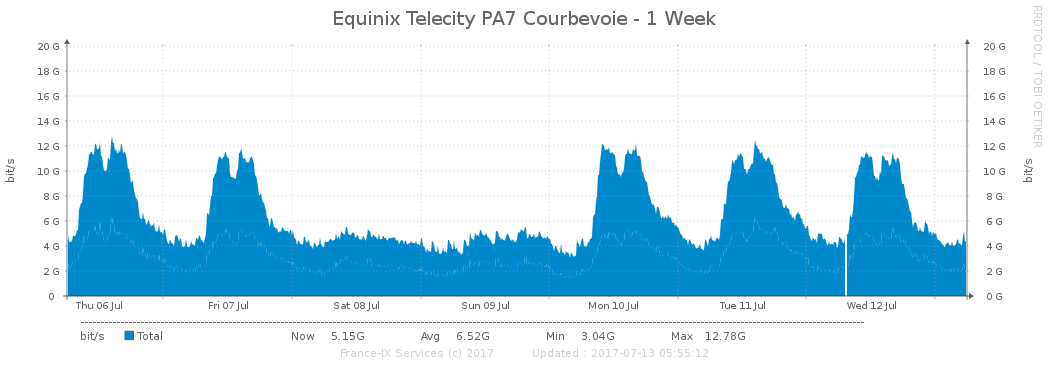 Equinix Telecity PA7 Courbevoie - 1 Week
RRDTOOL / TOBI OETIKER
bit/s
20 G 20 G
18 G 18 G
16 G 16 G
14 G 14 G
12 G 12 G
10 G 10 G
8 G 8 G
6 G 6 G
4 G 4 G
2 G 2 G
0 0 G
bit/s
Thu 06 Jul Fri 07 Jul Sat 08 Jul Sun 09 Jul Mon 10 Jul Tue 11 Jul Wed 12 Jul
bit/s Total Now 5.15G Avg 6.52G Min 3.04G Max 12.78G
France-IX Services (c) 2017 Updated : 2017-07-13 05:55:12